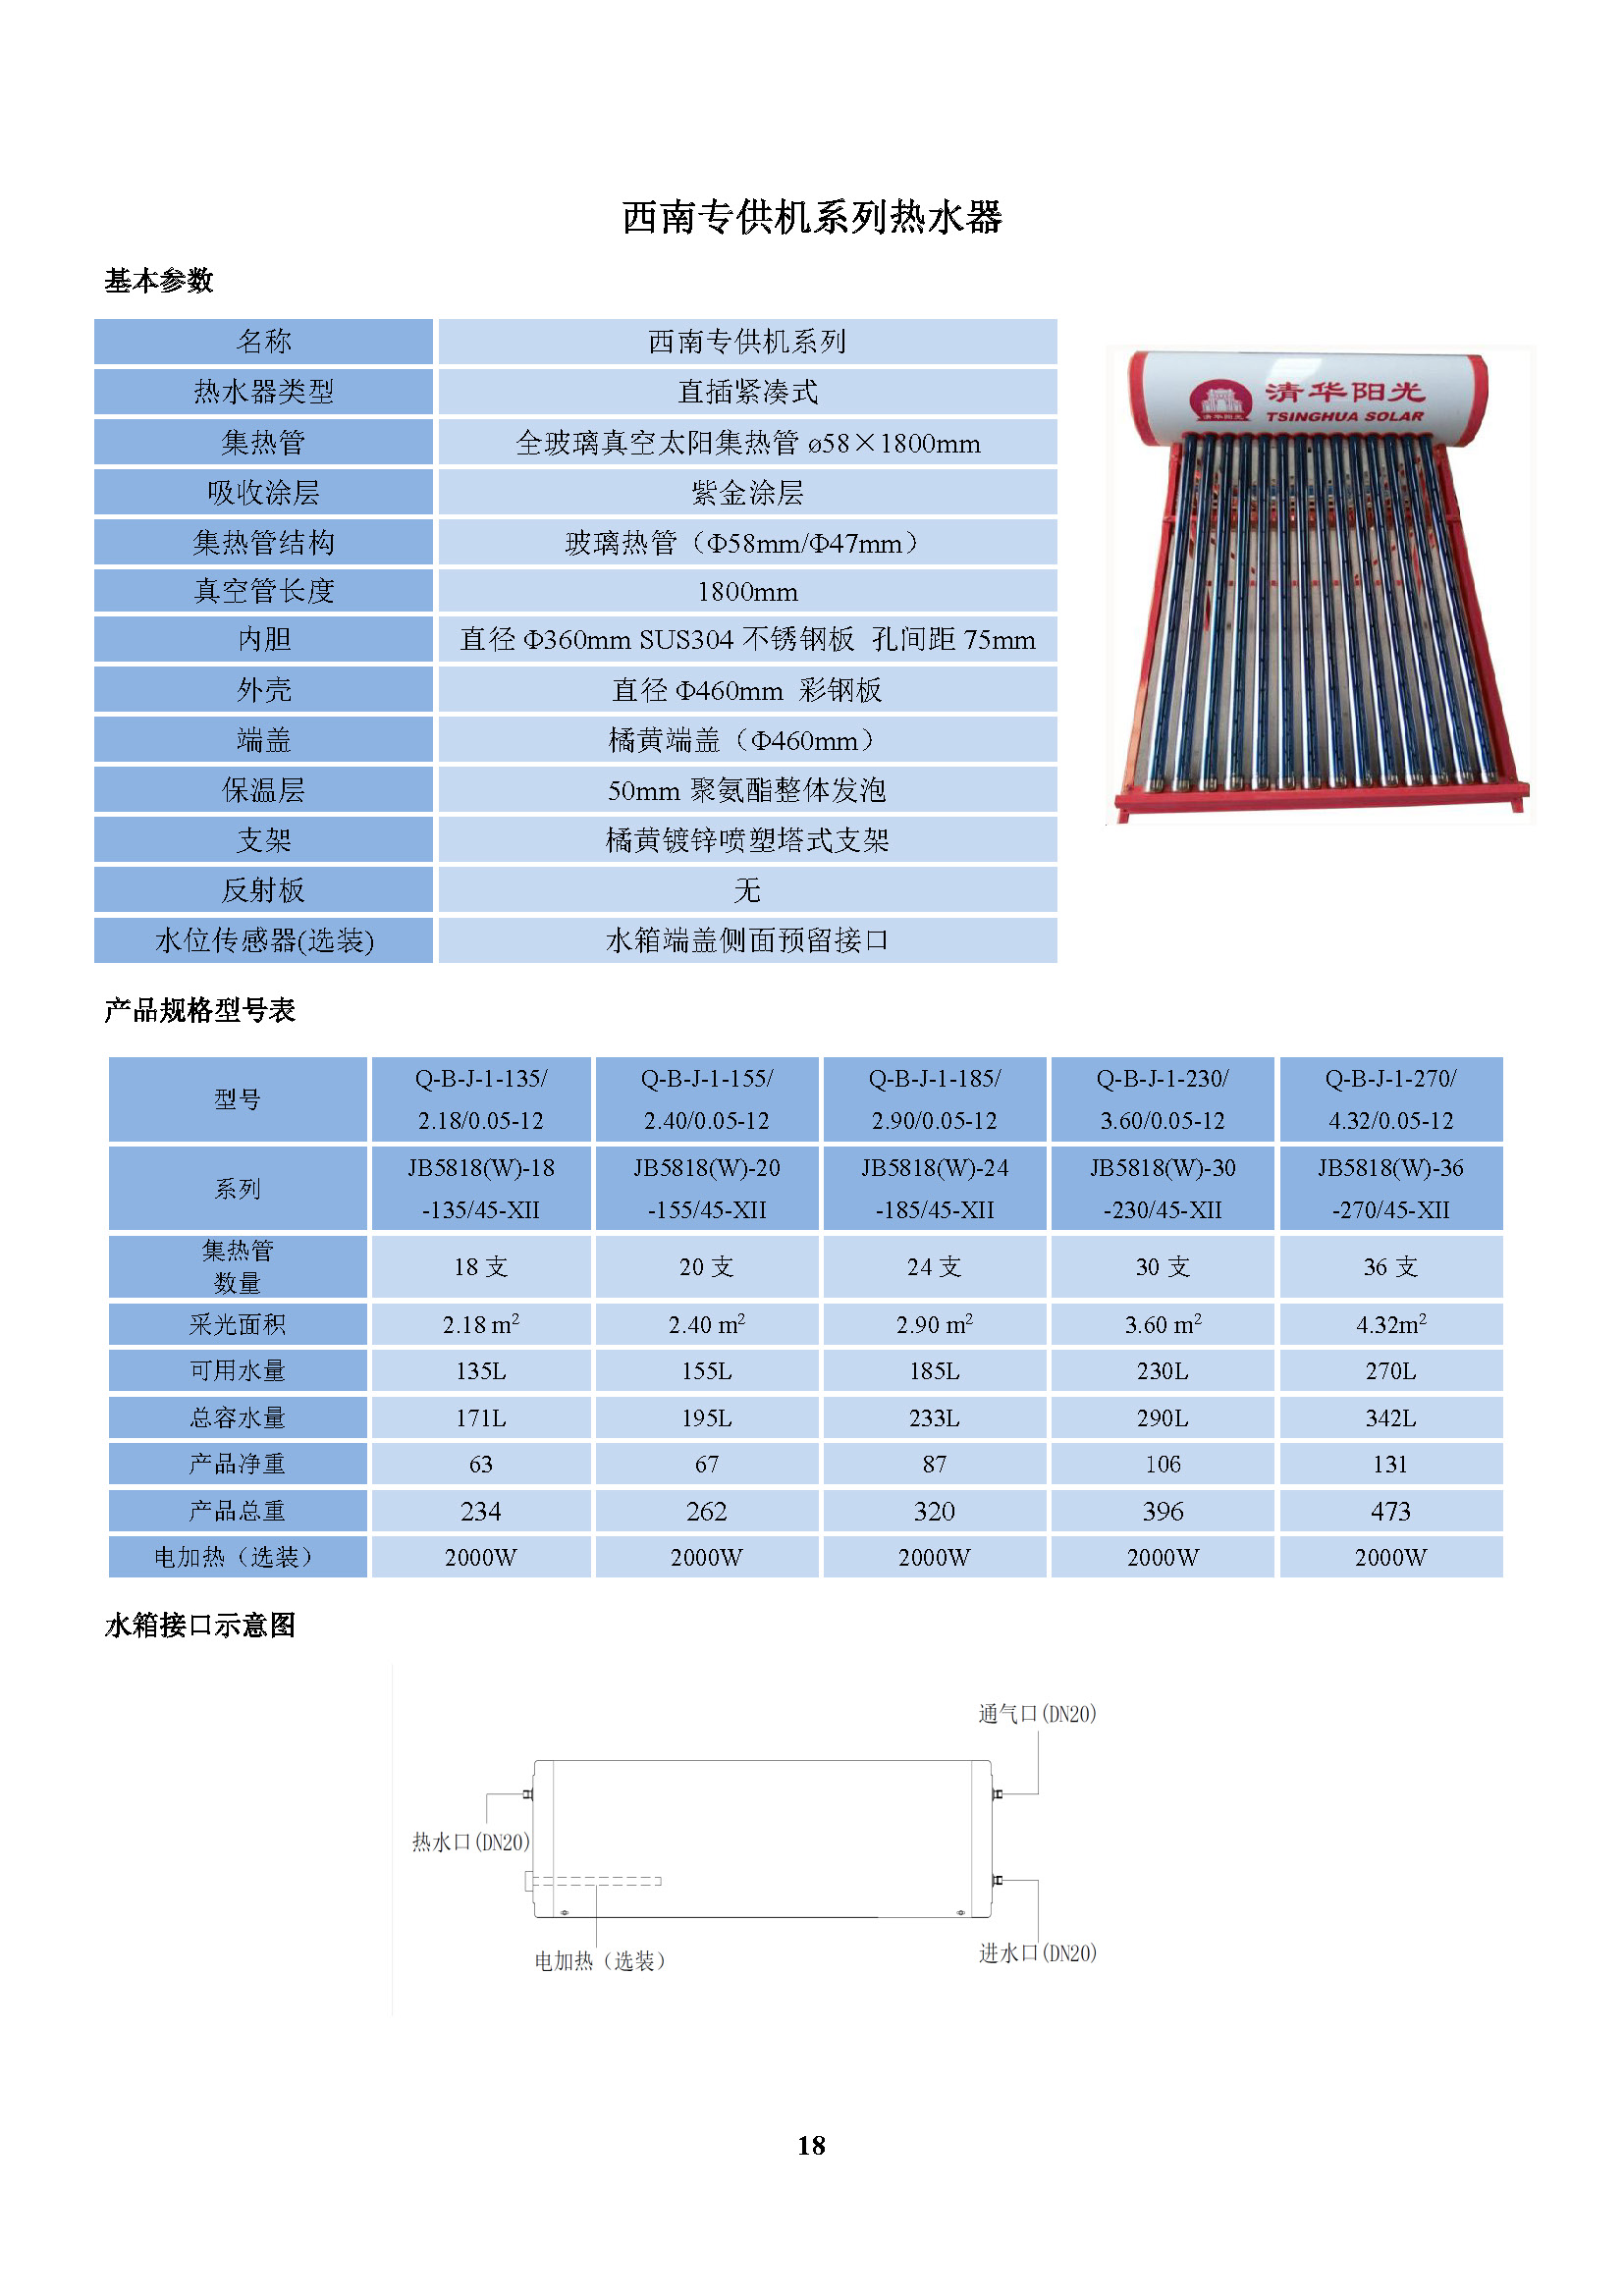 西南专供机系列热水器
基本参数
名称 西南专供机系列
热水器类型 直插紧凑式
集热管 全玻璃真空太阳集热管 ø58×1800mm
吸收涂层 紫金涂层
集热管结构 玻璃热管（Φ58mm/Φ47mm）
真空管长度 1800mm
内胆 直径 Φ360mm SUS304 不锈钢板 孔间距 75mm
外壳 直径 Φ460mm 彩钢板
端盖 橘黄端盖（Φ460mm）
保温层 50mm 聚氨酯整体发泡
支架 橘黄镀锌喷塑塔式支架
反射板 无
水位传感器(选装) 水箱端盖侧面预留接口
清华阳光
TSINGHUA SOLAR
清华阳光
产品规格型号表
型号 Q-B-J-1-135/ Q-B-J-1-155/ Q-B-J-1-185/ Q-B-J-1-230/ Q-B-J-1-270/
2.18/0.05-12 2.40/0.05-12 2.90/0.05-12 3.60/0.05-12 4.32/0.05-12
系列 JB5818(W)-18 JB5818(W)-20 JB5818(W)-24 JB5818(W)-30 JB5818(W)-36
-135/45-XII -155/45-XII -185/45-XII -230/45-XII -270/45-XII
集热管
数量 18 支 20 支 24 支 30 支 36 支
采光面积 2.18 m² 2.40 m² 2.90 m² 3.60 m² 4.32m²
可用水量 135L 155L 185L 230L 270L
总容水量 171L 195L 233L 290L 342L
产品净重 63 67 87 106 131
产品总重 234 262 320 396 473
电加热（选装） 2000W 2000W 2000W 2000W 2000W
水箱接口示意图
通气口(DN20)
热水口(DN20)
进水口(DN20)
电加热（选装）
18